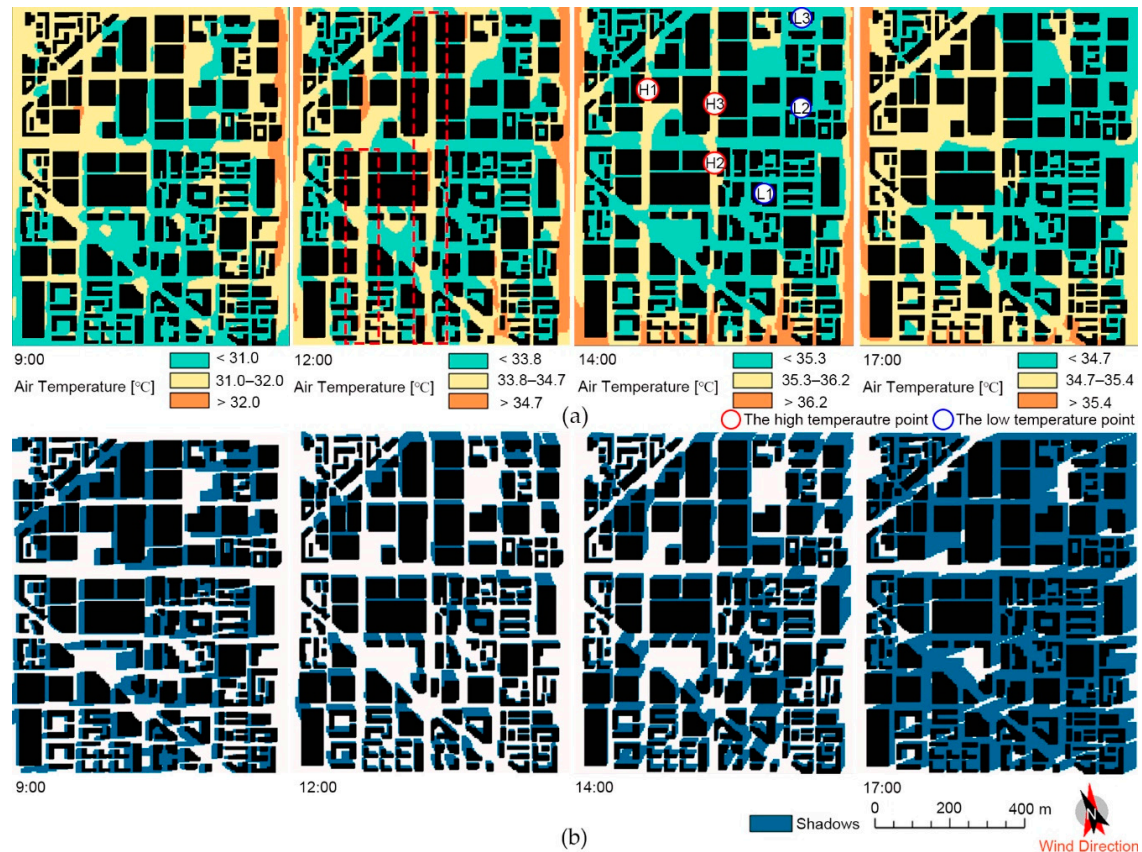 H1
H3
H2
L3
L2
L1
9:00
12:00
14:00
17:00
Air Temperature [℃]
< 31.0
31.0–32.0
> 32.0
Air Temperature [℃]
< 33.8
33.8–34.7
> 34.7
Air Temperature [℃]
< 35.3
35.3–36.2
> 36.2
Air Temperature [℃]
< 34.7
34.7–35.4
> 35.4
(a)
The high temperautre point
The low temperature point
9:00
12:00
14:00
17:00
Shadows
0 200 400 m
N
Wind Direction
(b)